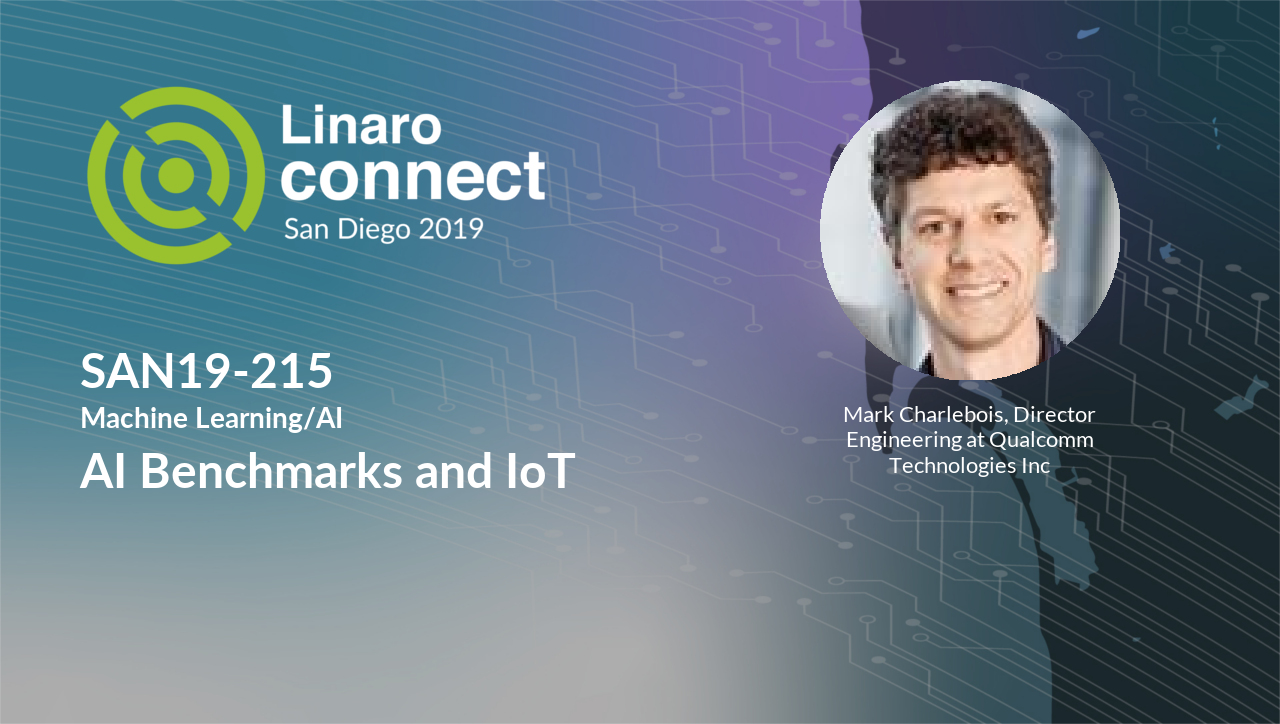 Linaro
connect
San Diego 2019
SAN19-215
Machine Learning/AI
AI Benchmarks and IoT
Mark Charlebois, Director
Engineering at Qualcomm
Technologies Inc